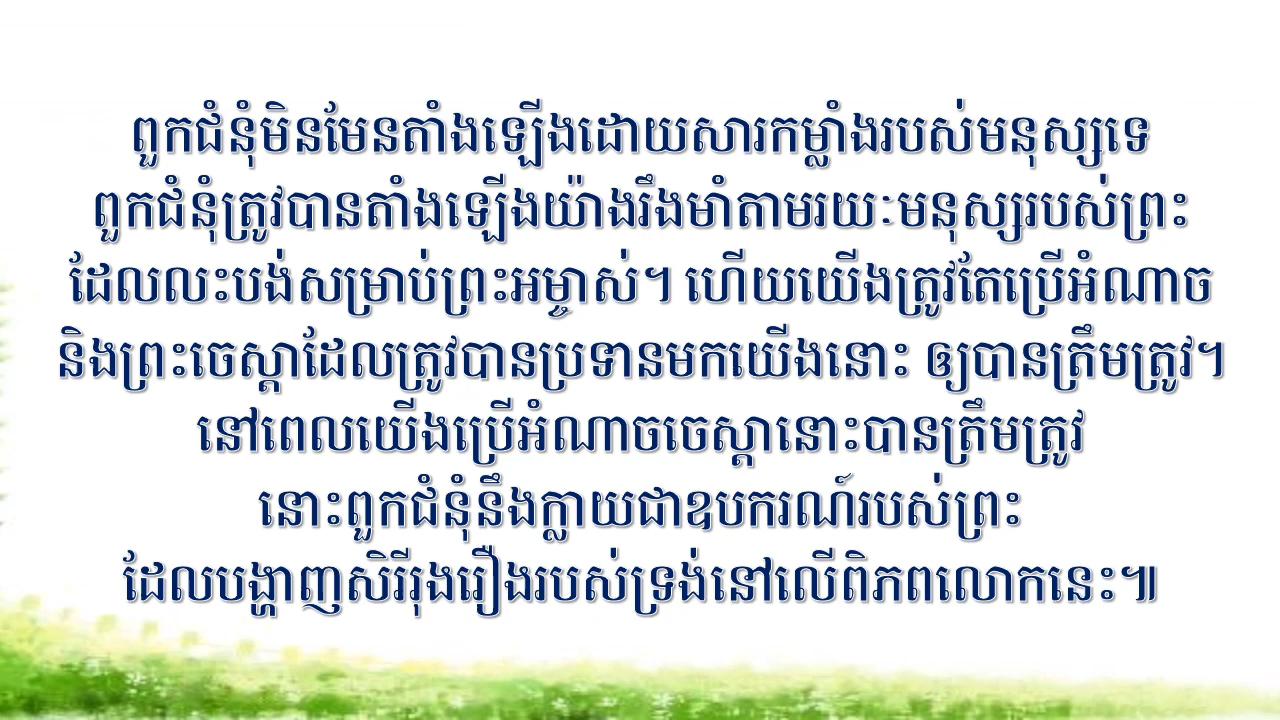 ពួកជំនុំមិនមែនតាំងឡើងដោយសារកម្លាំងរបស់មនុស្សទេ
ពួកជំនុំត្រូវបានតាំងឡើងយ៉ាងរឹងមាំតាមរយៈមនុស្សរបស់ព្រះ
ដែលលះបង់សម្រាប់ព្រះអម្ចាស់។ ហើយយើងត្រូវតែប្រើអំណាច
និងព្រះចេស្តាដែលត្រូវបានប្រទានមកយើងនោះ ឲ្យបានត្រឹមត្រូវ។
នៅពេលយើងប្រើអំណាចចេស្តានោះបានត្រឹមត្រូវ
នោះពួកជំនុំនឹងក្លាយជាឧបករណ៍របស់ព្រះ
ដែលបង្ហាញសិរីរុងរឿងរបស់ទ្រង់នៅលើពិភពលោកនេះ៕